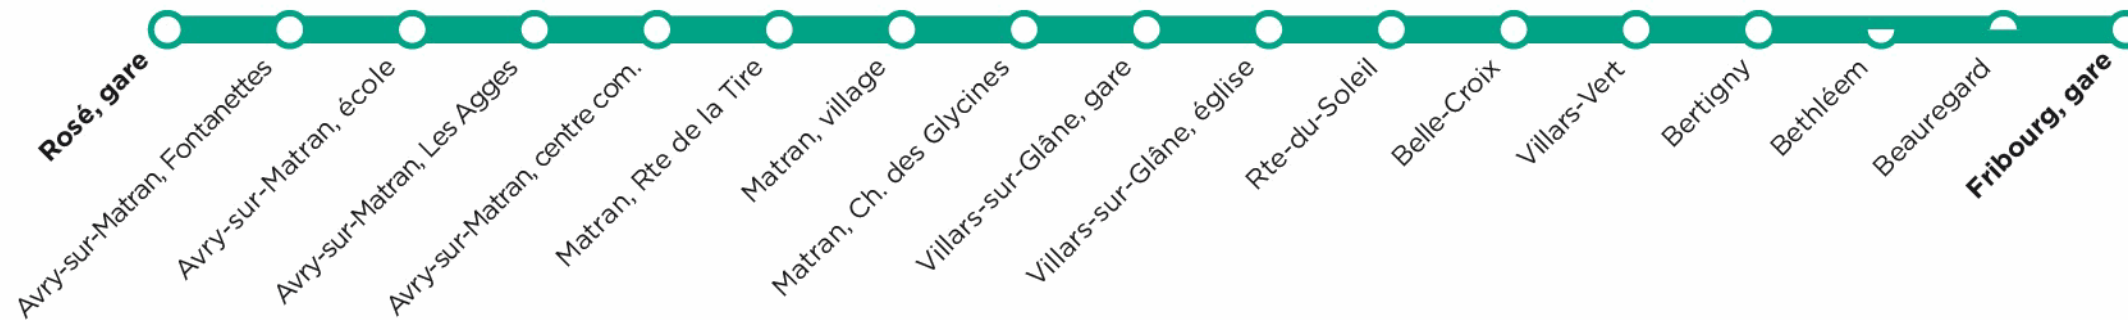 Rosé, gare
Avry-sur-Matran, Fontanettes
Avry-sur-Matran, école
Avry-sur-Matran, Les Agges
Avry-sur-Matran, centre com.
Matran, Rte de la Tire
Matran, village
Matran, Ch. des Glycines
Villars-sur-Glâne, gare
Villars-sur-Glâne, église
Rte-du-Soleil
Belle-Croix
Villars-Vert
Bertigny
Bethléem
Beauregard
Fribourg, gare